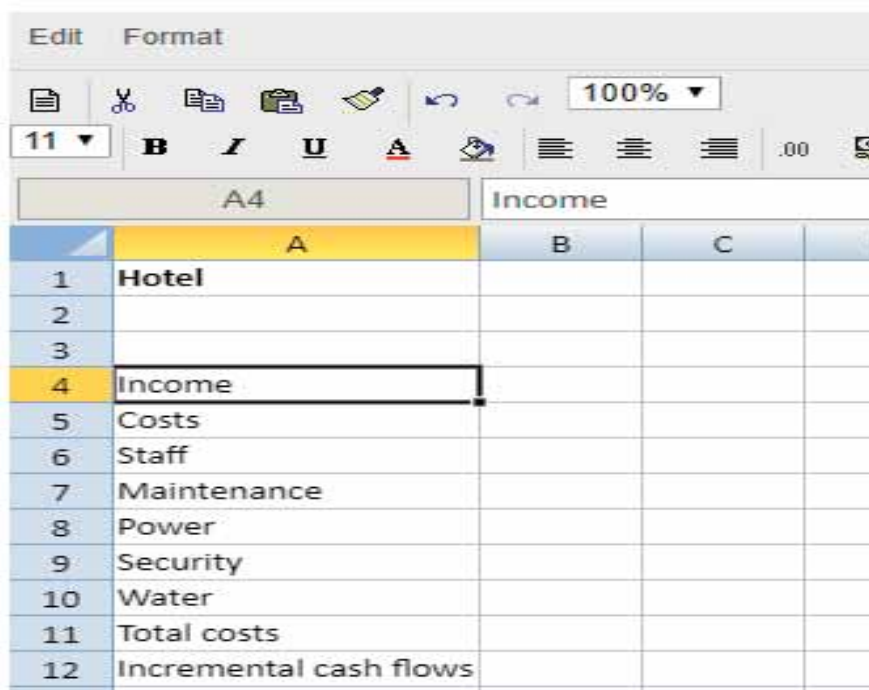 Edit Format
100%
11 B I U A .00
A4 Income
A B C
1 Hotel
2
3
4 Income
5 Costs
6 Staff
7 Maintenance
8 Power
9 Security
10 Water
11 Total costs
12 Incremental cash flows